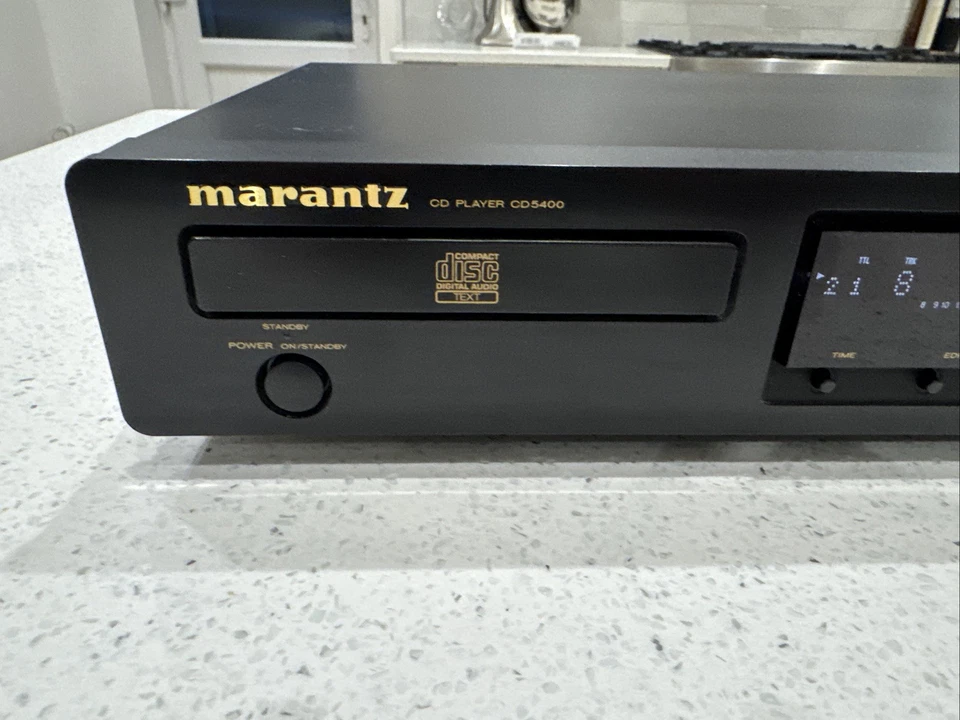 marantz CD PLAYER CD5400
COMPACT
disc
DIGITAL AUDIO
TEXT
STANDBY
POWER ON/STANDBY
TTL TRK
21 8
8 9 10
TIME